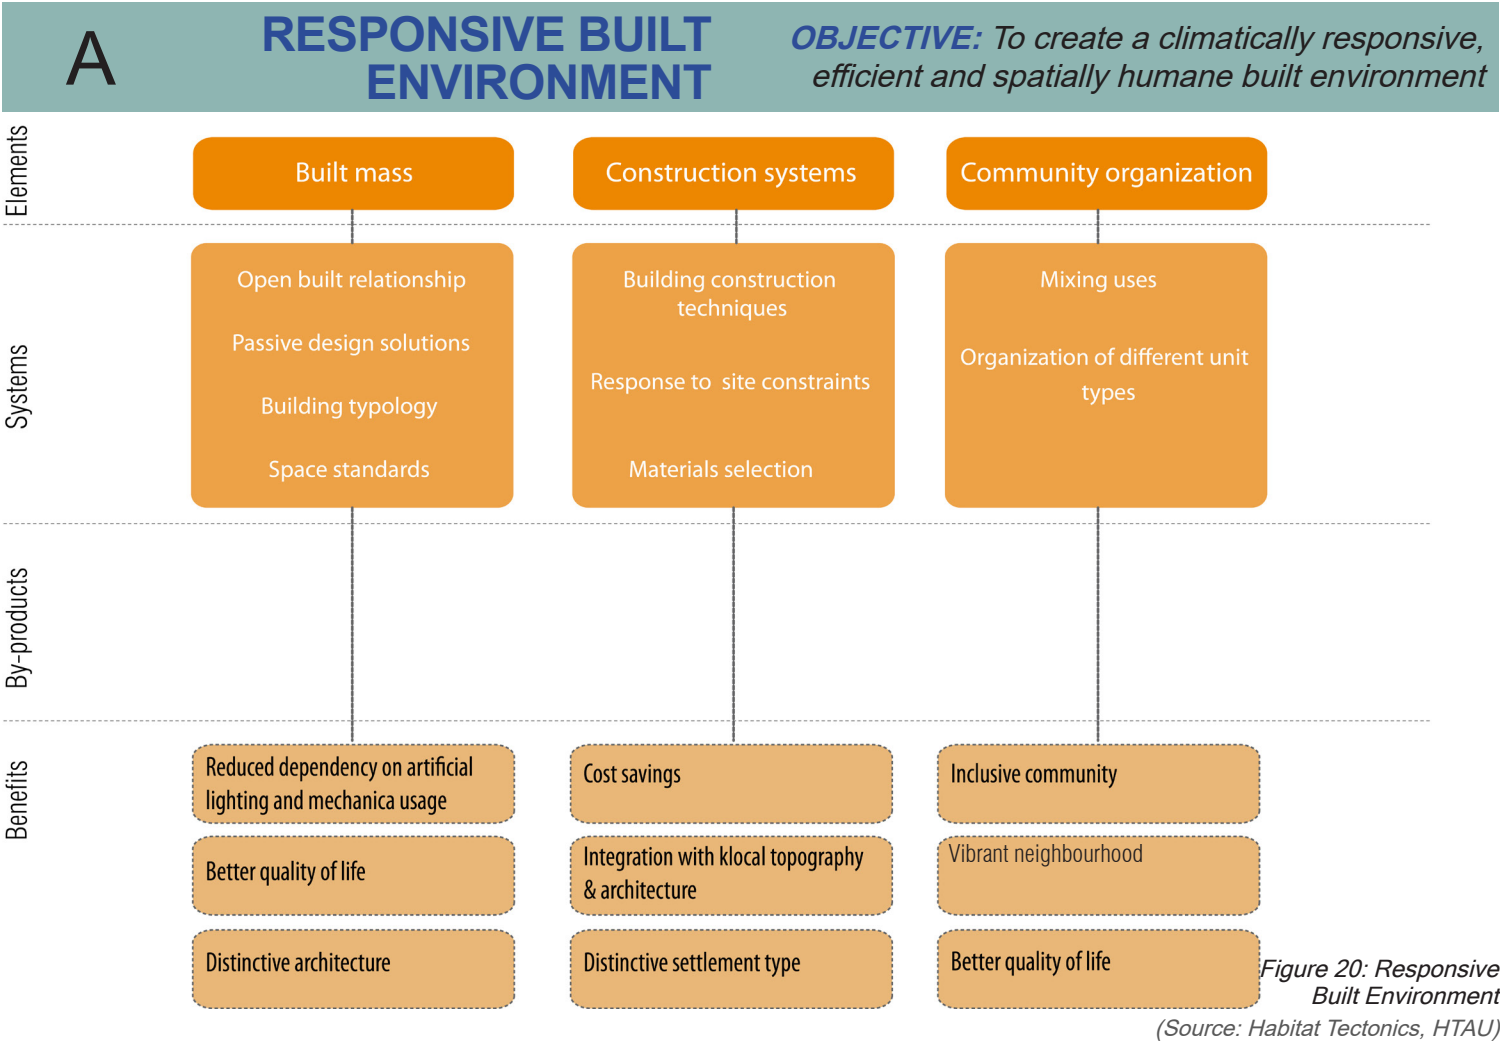 A
RESPONSIVE BUILT
ENVIRONMENT
OBJECTIVE: To create a climatically responsive,
efficient and spatially humane built environment
Elements
Built mass
Construction systems
Community organization
Systems
Open built relationship
Passive design solutions
Building typology
Space standards
Building construction
techniques
Response to site constraints
Materials selection
Mixing uses
Organization of different unit
types
By-products
Benefits
Reduced dependency on artificial
lighting and mechanica usage
Better quality of life
Distinctive architecture
Cost savings
Integration with klocal topography
& architecture
Distinctive settlement type
Inclusive community
Vibrant neighbourhood
Better quality of life
Figure 20: Responsive
Built Environment
(Source: Habitat Tectonics, HTAU)